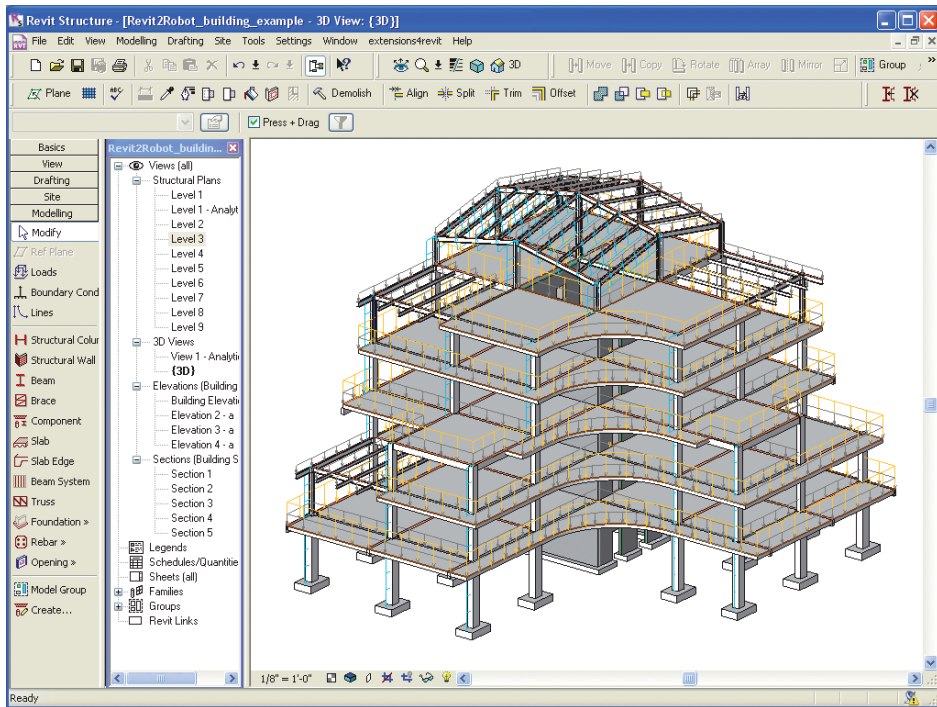 Revit Structure - [Revit2Robot_building_example - 3D View: {3D}]
File Edit View Modelling Drafting Site Tools Settings Window extensions4revit Help
3D Move Copy Rotate Array Mirror Group »
Plane ABC Demolish Align Split Trim Offset
Press + Drag
Basics
View
Drafting
Site
Modelling
Modify
Ref Plane
Loads
Boundary Cond
Lines
Structural Colur
Structural Wall
Beam
Brace
Component
Slab
Slab Edge
Beam System
Truss
Foundation »
Rebar »
Opening »
Model Group
Create...
Revit2Robot_buildin...
Views (all)
Structural Plans
Level 1
Level 1 - Analyt
Level 2
Level 3
Level 4
Level 5
Level 6
Level 7
Level 8
Level 9
3D Views
View 1 - Analytic
{3D}
Elevations (Building
Building Elevatio
Elevation 2 - a
Elevation 3 - a
Elevation 4 - a
Sections (Building S
Section 1
Section 2
Section 3
Section 4
Section 5
Legends
Schedules/Quantitie
Sheets (all)
Families
Groups
Revit Links
1/8" = 1'-0"
Ready